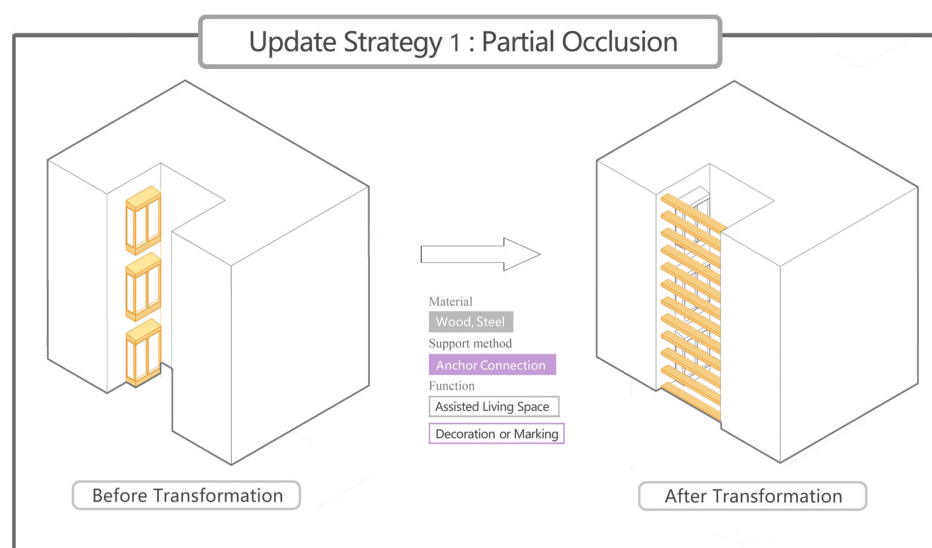 Update Strategy 1 : Partial Occlusion
Material
Wood, Steel
Support method
Anchor Connection
Function
Assisted Living Space
Decoration or Marking
Before Transformation
After Transformation